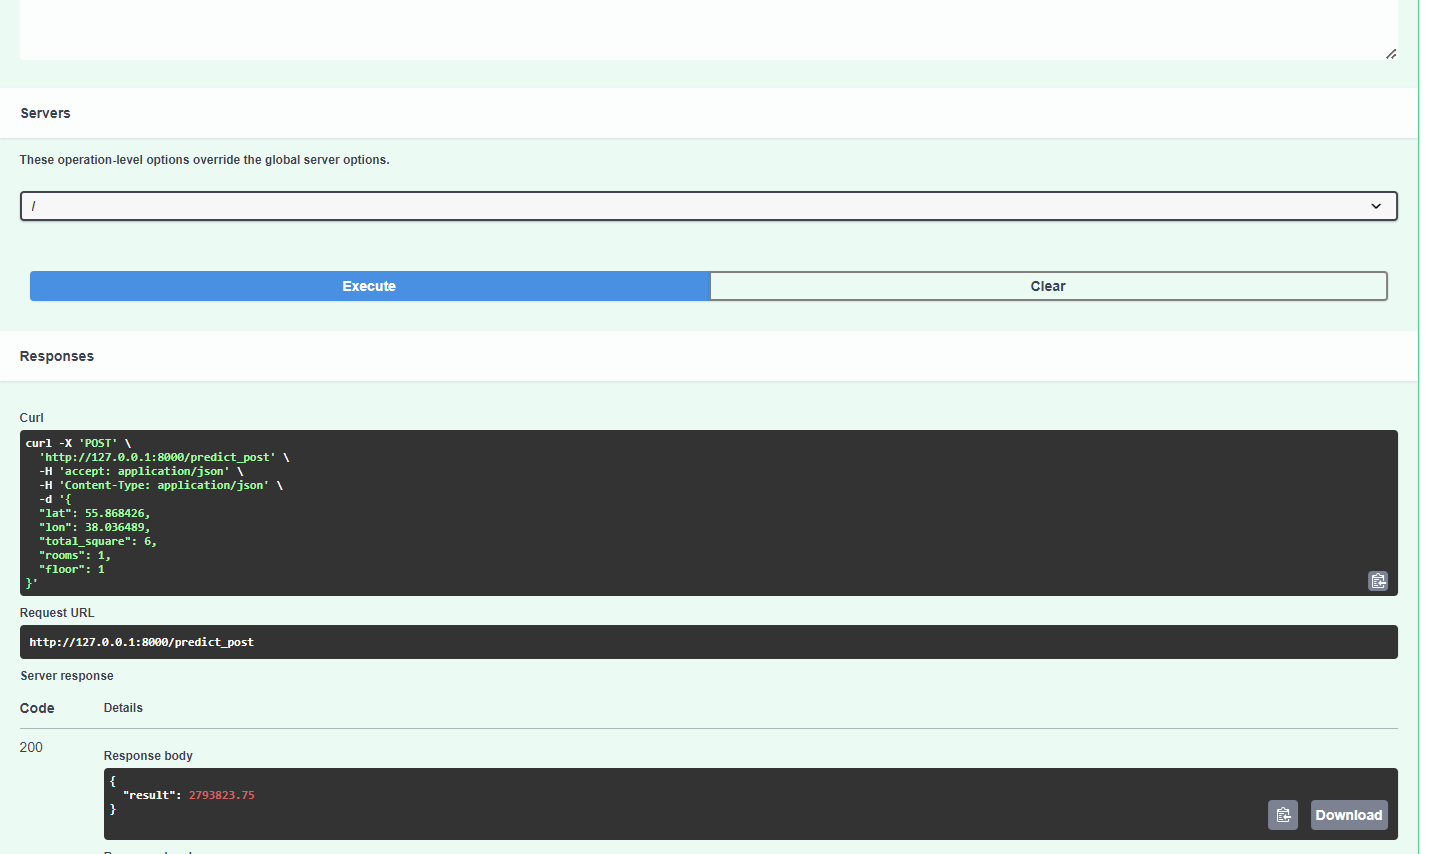 Servers
These operation-level options override the global server options.
/
Execute
Clear
Responses
Curl
curl -X 'POST' \
  'http://127.0.0.1:8000/predict_post' \
  -H 'accept: application/json' \
  -H 'Content-Type: application/json' \
  -d '{
  "lat": 55.868426,
  "lon": 38.036489,
  "total_square": 6,
  "rooms": 1,
  "floor": 1
}'
Request URL
http://127.0.0.1:8000/predict_post
Server response
Code Details
200
Response body
{
  "result": 2793823.75
}
Download